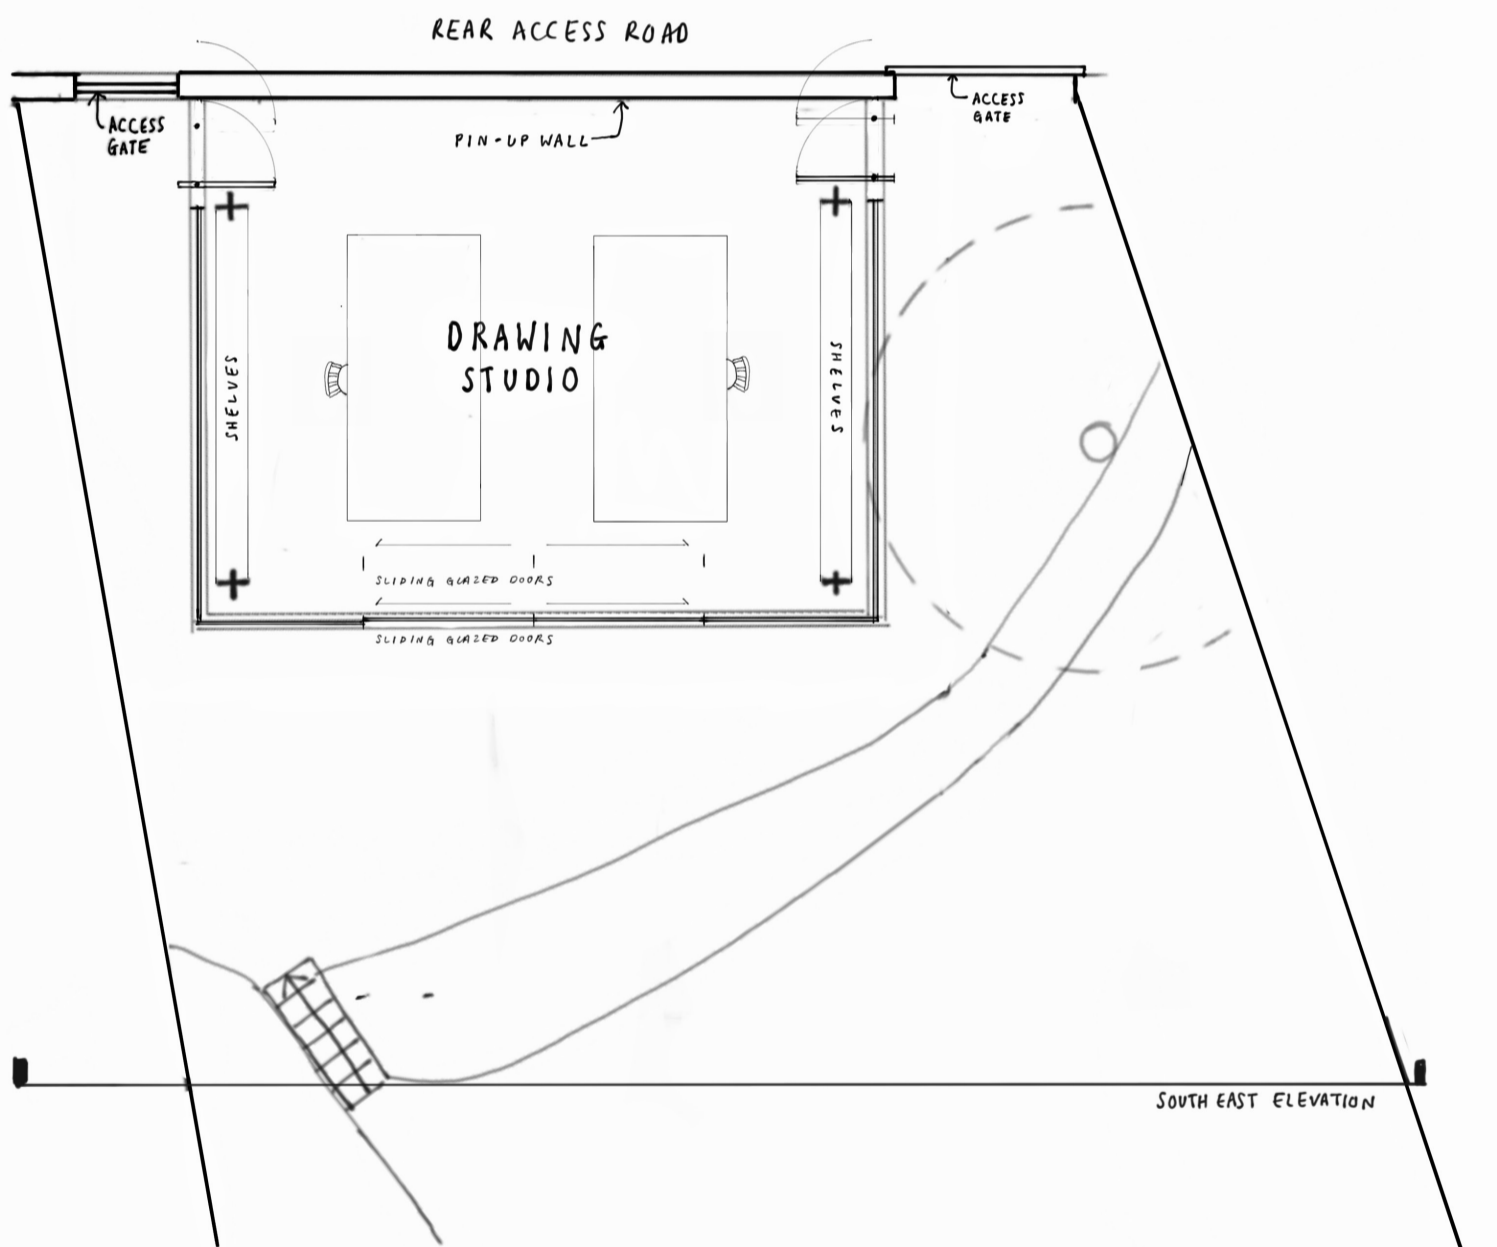 REAR ACCESS ROAD
ACCESS
GATE
ACCESS
GATE
PIN-UP WALL
DRAWING
STUDIO
SHELVES
SHELVES
SLIDING GLAZED DOORS
SLIDING GLAZED DOORS
SOUTH EAST ELEVATION